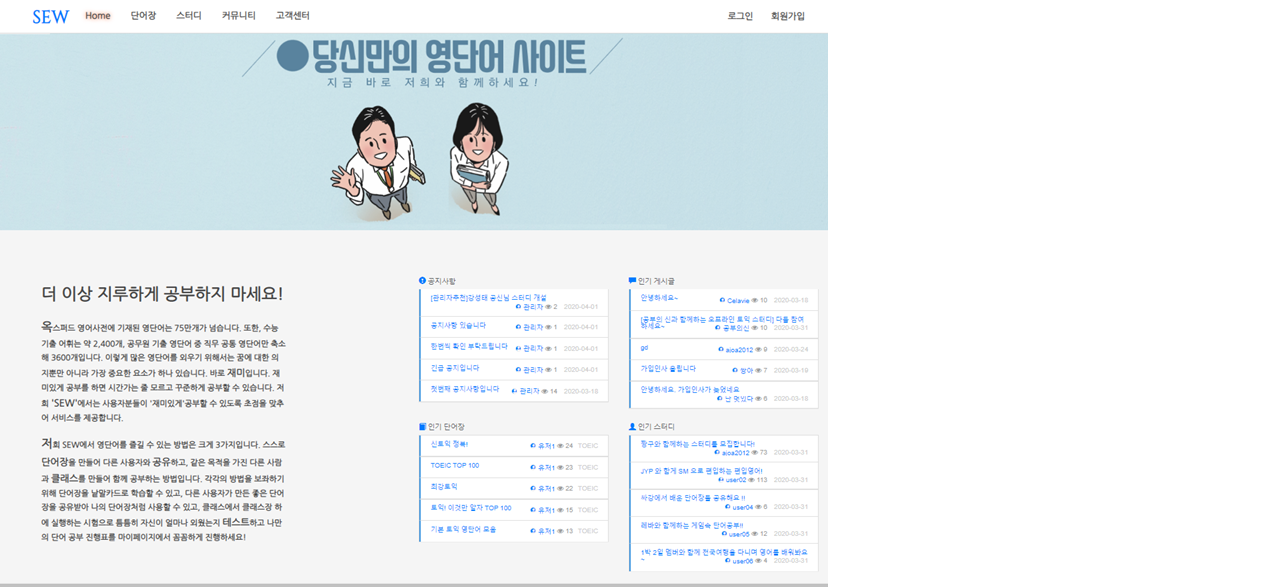 SEW Home 단어장 스터디 커뮤니티 고객센터 로그인 회원가입
당신만의 영단어 사이트
지금 바로 저희와 함께하세요!
더 이상 지루하게 공부하지 마세요!
옥스퍼드 영어사전에 기재된 영단어는 75만개가 넘습니다. 또한, 수능
기출 어휘는 약 2,400개, 공무원 기출 영단어 중 직무 공통 영단어만 축소
해 3600개입니다. 이렇게 많은 영단어를 외우기 위해서는 꿈에 대한 의
지뿐만 아니라 가장 중요한 요소가 하나 있습니다. 바로 재미입니다. 재
미있게 공부를 하면 시간가는 줄 모르고 꾸준하게 공부할 수 있습니다. 저
희 'SEW'에서는 사용자분들이 '재미있게'공부할 수 있도록 초점을 맞추
어 서비스를 제공합니다.
저희 SEW에서 영단어를 즐길 수 있는 방법은 크게 3가지입니다. 스스로
단어장을 만들어 다른 사용자와 공유하고, 같은 목적을 가진 다른 사람
과 클래스를 만들어 함께 공부하는 방법입니다. 각각의 방법을 보좌하기
위해 단어장을 낱말카드로 학습할 수 있고, 다른 사용자가 만든 좋은 단어
장을 공유받아 나의 단어장처럼 사용할 수 있고, 클래스에서 클래스장 하
에 실행하는 시험으로 틈틈히 자신이 얼마나 외웠는지 테스트하고 나만
의 단어 공부 진행표를 마이페이지에서 꼼꼼하게 진행하세요!
공지사항
[관리자추천]강성태 공신님 스터디 개설
관리자 2 2020-04-01
공지사항 있습니다 관리자 1 2020-04-01
한번씩 확인 부탁드립니다 관리자 1 2020-04-01
긴급 공지입니다 관리자 1 2020-04-01
첫번째 공지사항입니다 관리자 14 2020-03-18
인기 게시글
안녕하세요~ Celavie 10 2020-03-18
[공부의 신과 함께하는 오프라인 토익 스터디] 다들 참여
하세요~ 공부의신 10 2020-03-31
gd ajoa2012 9 2020-03-24
가입인사 올립니다 짱아 7 2020-03-18
안녕하세요. 가입인사가 늦었네요
난 멋있다 6 2020-03-18
인기 단어장
신토익 정복! 유저1 24 TOEIC
TOEIC TOP 100 유저1 23 TOEIC
최강토익 유저1 22 TOEIC
토익! 이것만 알자 TOP 100 유저1 15 TOEIC
기본 토익 영단어 모음 유저1 13 TOEIC
인기 스터디
짱구와 함께하는 스터디를 모집합니다!
ajoa2012 73 2020-03-31
JYP 와 함게 SM 으로 편입하는 편입영어!
user02 113 2020-03-31
user04 6 2020-03-31
레바와 함께하는 게임속 단어공부!!
user05 12 2020-03-31
1박 2일 멤버와 함께 전국여행을 다니며 영어를 배워봐요
~ user06 4 2020-03-31